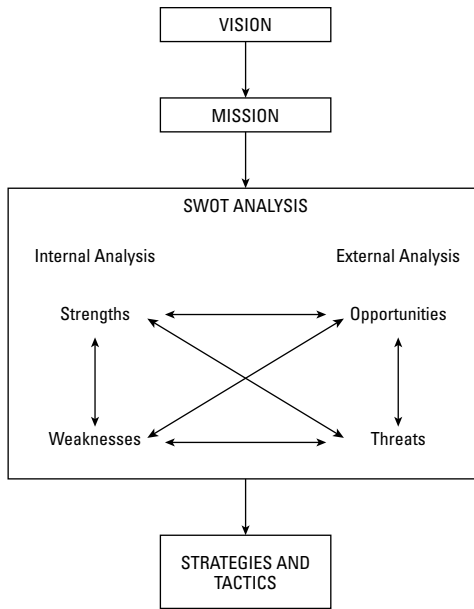 VISION
MISSION
SWOT ANALYSIS
Internal Analysis
External Analysis
Strengths
Opportunities
Weaknesses
Threats
STRATEGIES AND
TACTICS